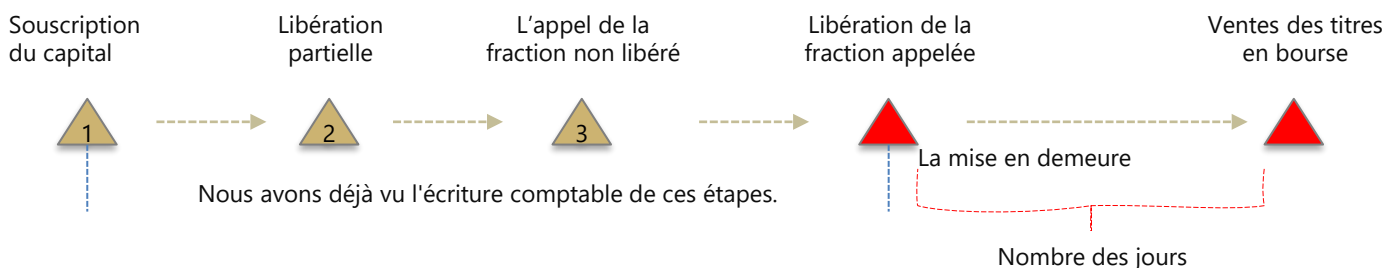 Souscription
du capital
Libération
partielle
L'appel de la
fraction non libéré
Libération de la
fraction appelée
Ventes des titres
en bourse
1
2
3
La mise en demeure
Nous avons déjà vu l'écriture comptable de ces étapes.
Nombre des jours